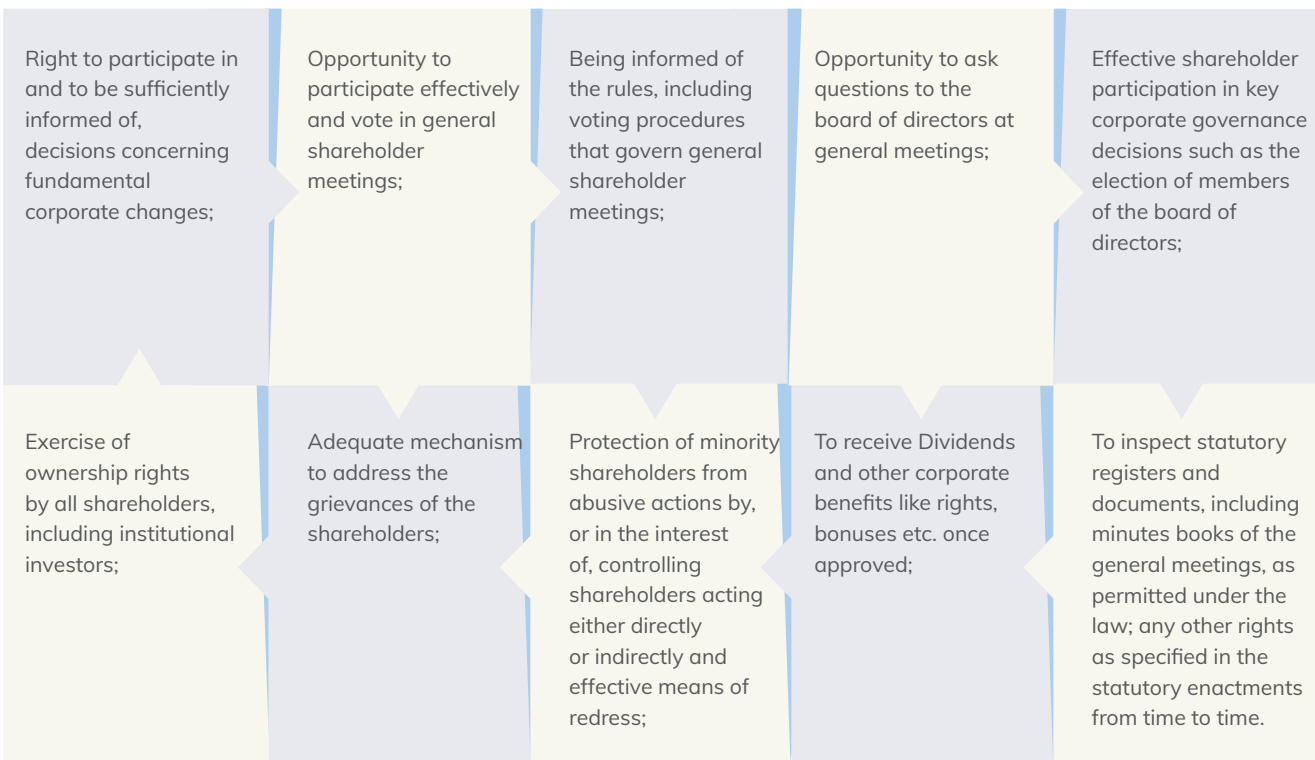 Right to participate in
and to be sufficiently
informed of,
decisions concerning
fundamental
corporate changes;
Opportunity to
participate effectively
and vote in general
shareholder
meetings;
Being informed of
the rules, including
voting procedures
that govern general
shareholder
meetings;
Opportunity to ask
questions to the
board of directors at
general meetings;
Effective shareholder
participation in key
corporate governance
decisions such as the
election of members
of the board of
directors;
Exercise of
ownership rights
by all shareholders,
including institutional
investors;
Adequate mechanism
to address the
grievances of the
shareholders;
Protection of minority
shareholders from
abusive actions by,
or in the interest
of, controlling
shareholders acting
either directly
or indirectly and
effective means of
redress;
To receive Dividends
and other corporate
benefits like rights,
bonuses etc. once
approved;
To inspect statutory
registers and
documents, including
minutes books of the
general meetings, as
permitted under the
law; any other rights
as specified in the
statutory enactments
from time to time.